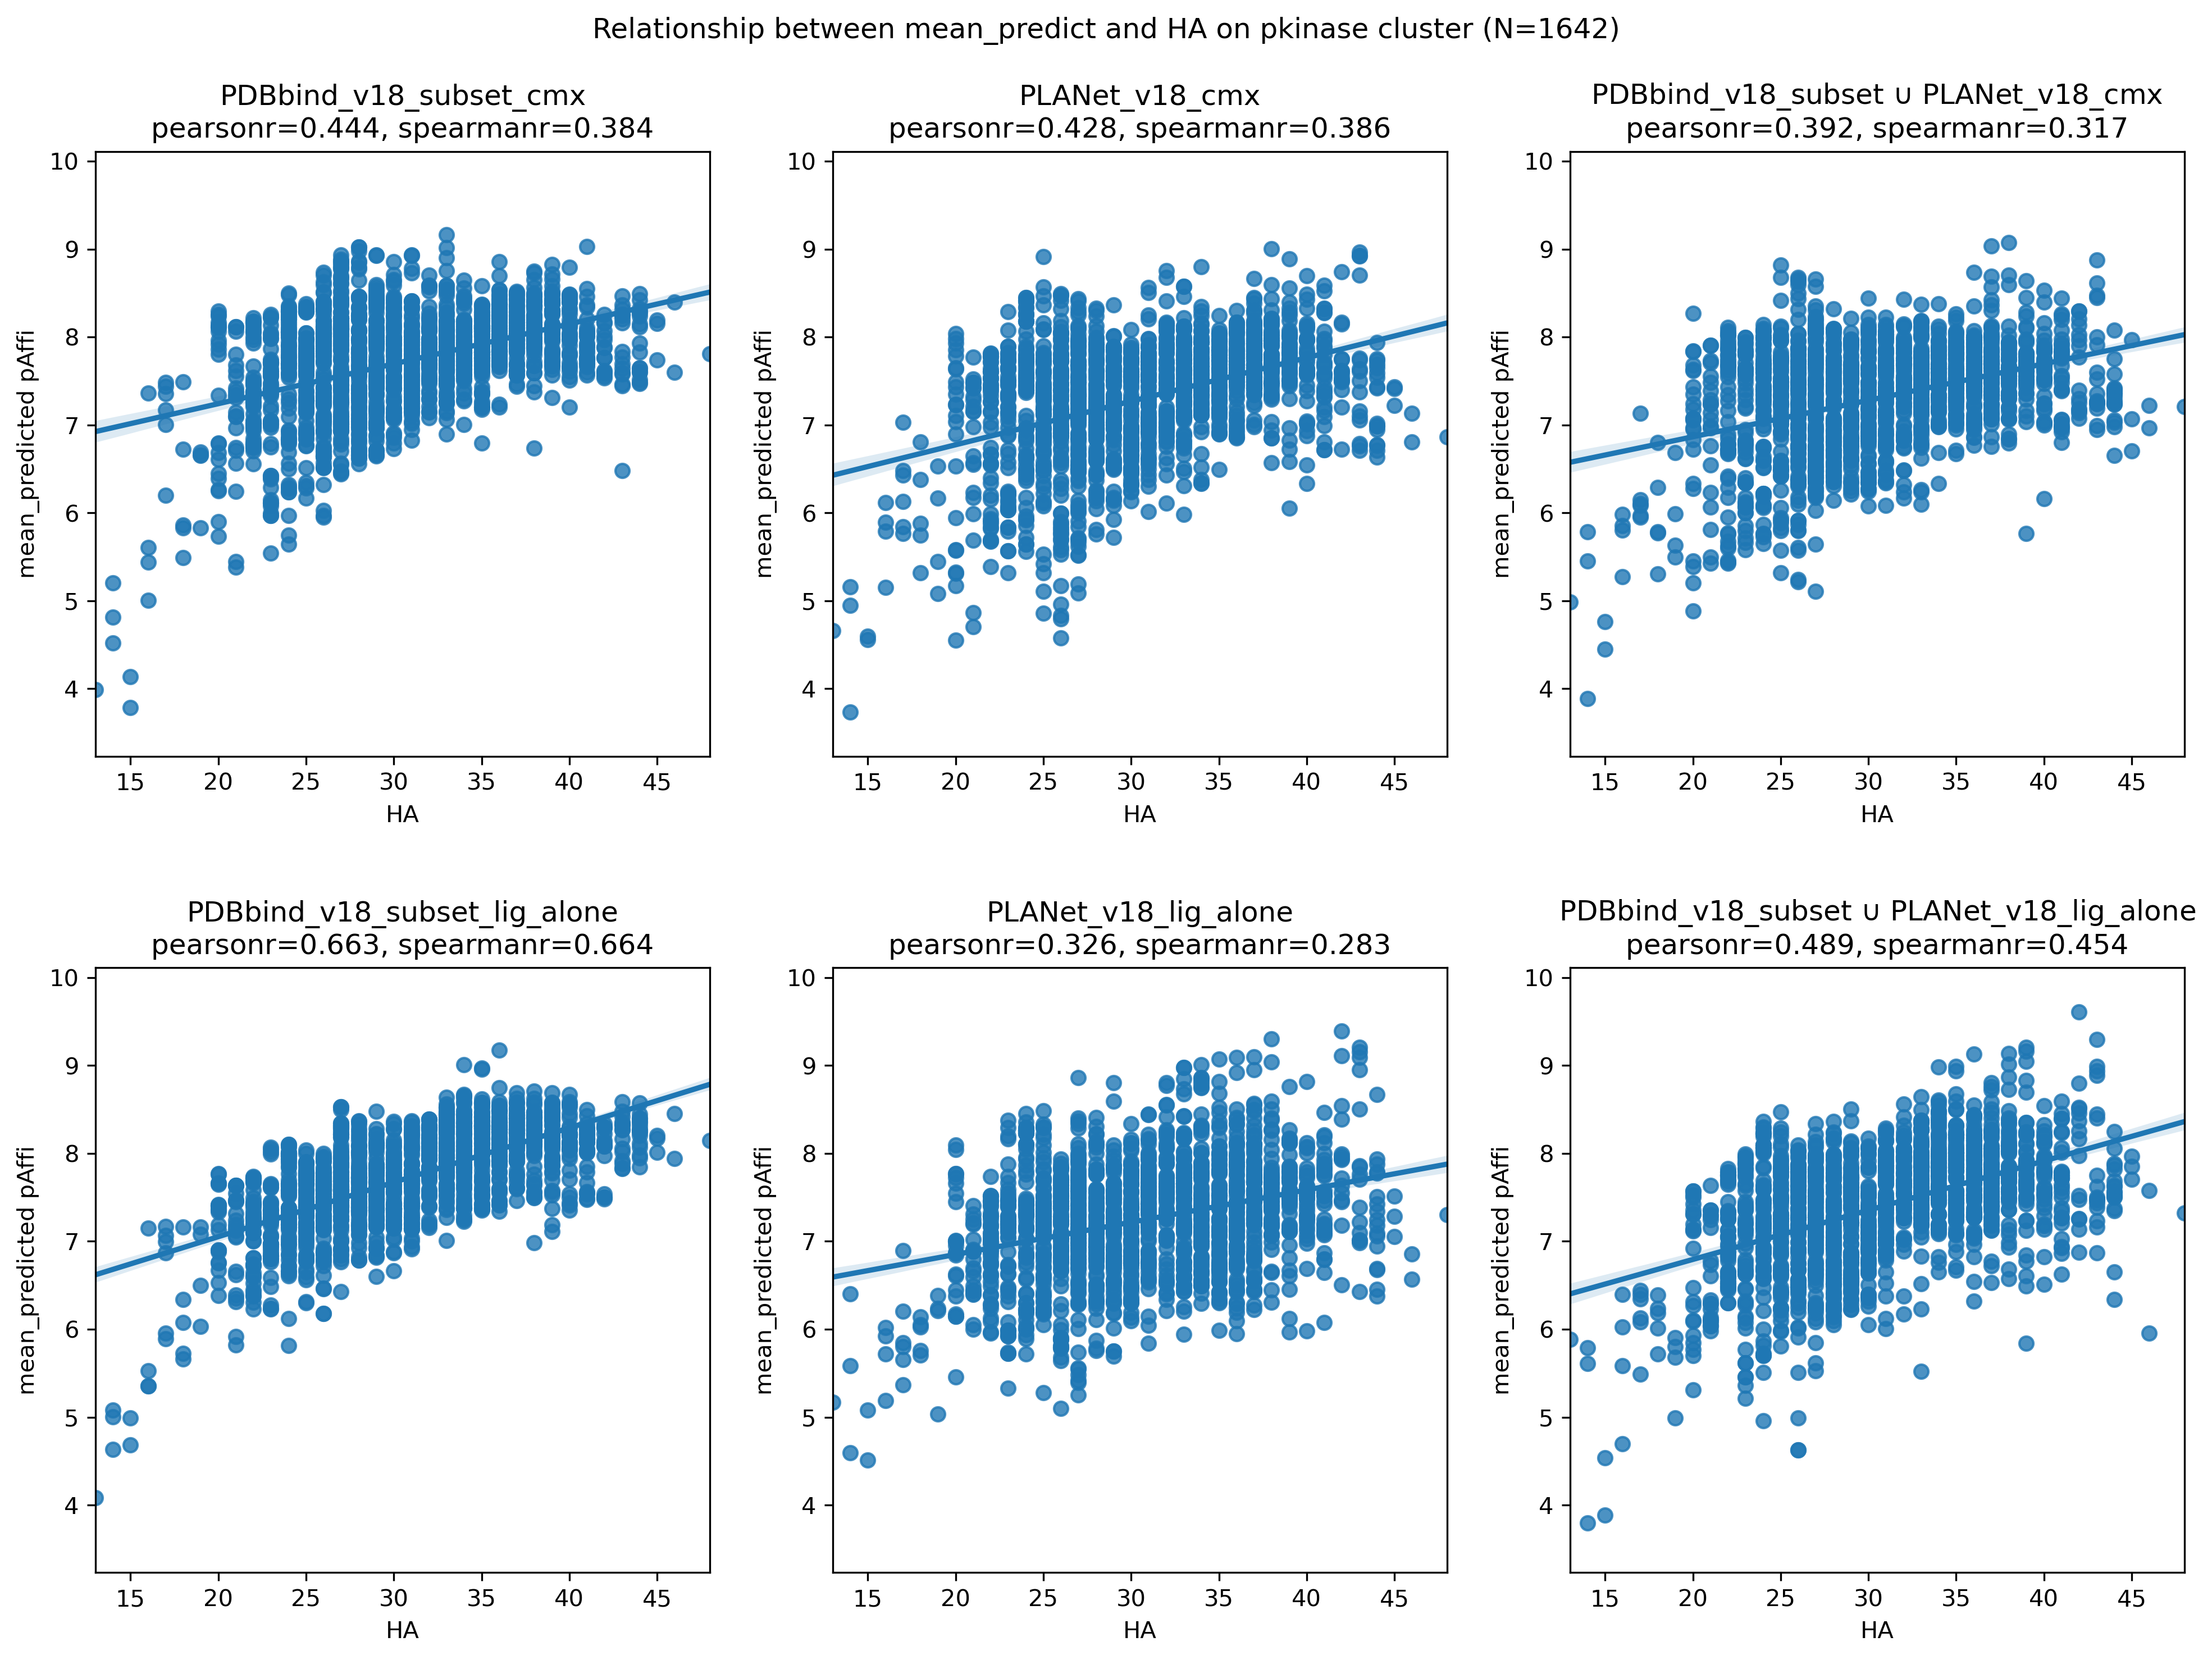 Relationship between mean_predict and HA on pkinase cluster (N=1642)
PDBbind_v18_subset_cmx
pearsonr=0.444, spearmanr=0.384
10
9
8
7
6
5
4
mean_predicted pAffi
15 20 25 30 35 40 45
HA
PLANet_v18_cmx
pearsonr=0.428, spearmanr=0.386
10
9
8
7
6
5
4
mean_predicted pAffi
15 20 25 30 35 40 45
HA
PDBbind_v18_subset ∪ PLANet_v18_cmx
pearsonr=0.392, spearmanr=0.317
10
9
8
7
6
5
4
mean_predicted pAffi
15 20 25 30 35 40 45
HA
PDBbind_v18_subset_lig_alone
pearsonr=0.663, spearmanr=0.664
10
9
8
7
6
5
4
mean_predicted pAffi
15 20 25 30 35 40 45
HA
PLANet_v18_lig_alone
pearsonr=0.326, spearmanr=0.283
10
9
8
7
6
5
4
mean_predicted pAffi
15 20 25 30 35 40 45
HA
PDBbind_v18_subset ∪ PLANet_v18_lig_alone
pearsonr=0.489, spearmanr=0.454
10
9
8
7
6
5
4
mean_predicted pAffi
15 20 25 30 35 40 45
HA